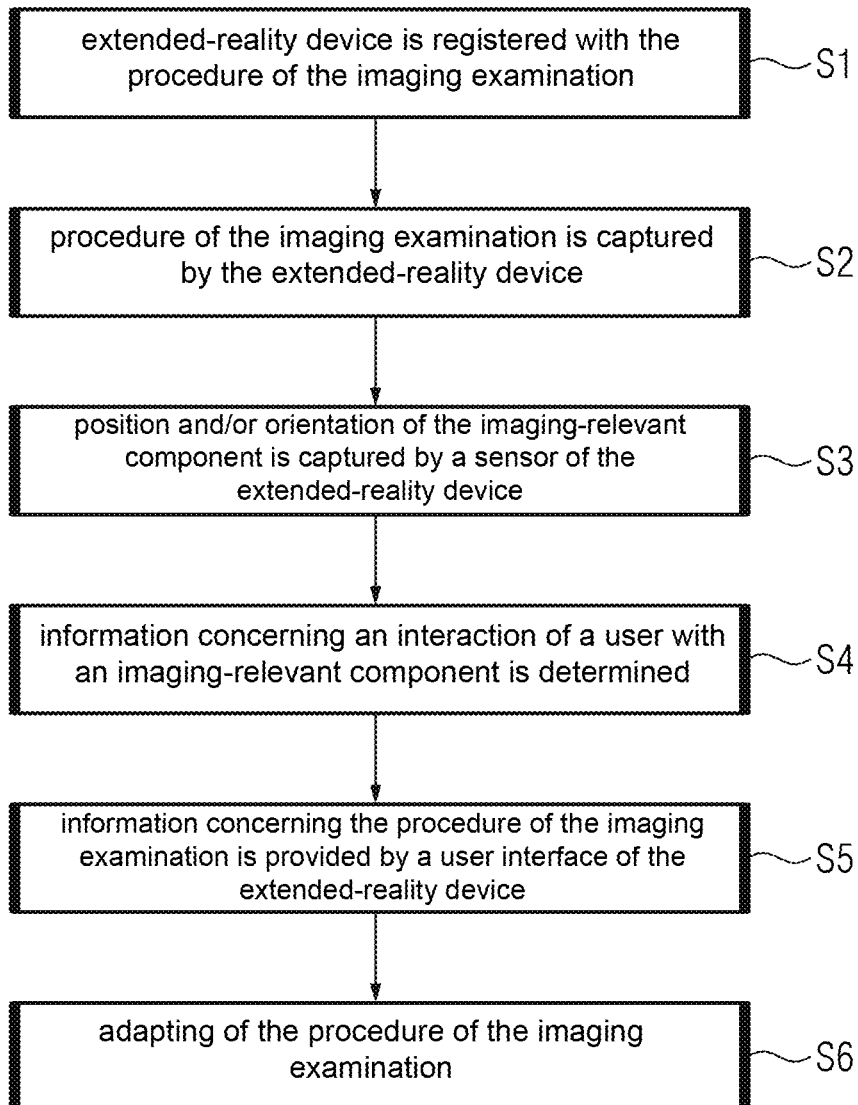 extended-reality device is registered with the
procedure of the imaging examination
S1
procedure of the imaging examination is captured
by the extended-reality device
S2
position and/or orientation of the imaging-relevant
component is captured by a sensor of the
extended-reality device
S3
information concerning an interaction of a user with
an imaging-relevant component is determined
S4
information concerning the procedure of the imaging
examination is provided by a user interface of the
extended-reality device
S5
adapting of the procedure of the imaging
examination
S6